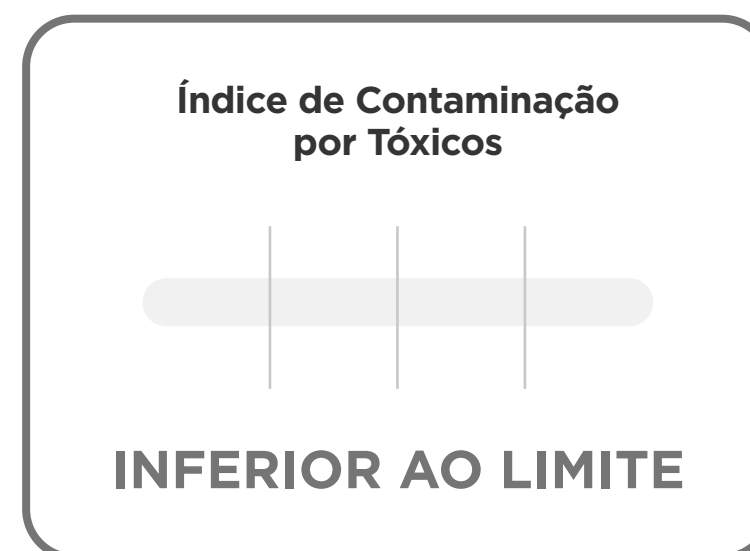 Índice de Contaminação
por Tóxicos
INFERIOR AO LIMITE